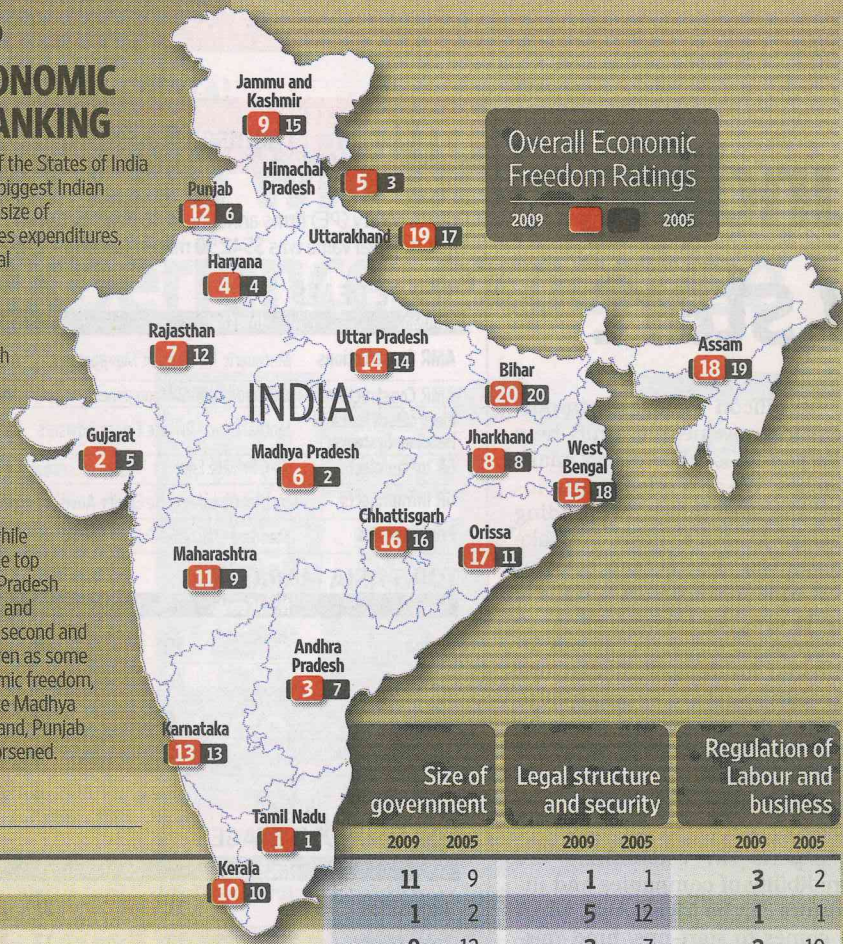 ONOMIC
ANKING
of the States of India
biggest Indian
size of
es expenditures,
al
h
hile
e top
Pradesh
and
second and
en as some
mic freedom,
e Madhya
and, Punjab
orsened.
Overall Economic
Freedom Ratings
2009 2005
Jammu and
Kashmir
9 15
Himachal
Pradesh
5 3
Punjab
12 6
Uttarakhand 19 17
Haryana
4 4
Rajasthan
7 12
Uttar Pradesh
14 14
Bihar
20 20
Assam
18 19
INDIA
Gujarat
2 5
Madhya Pradesh
6 2
Jharkhand
8 8
West
Bengal
15 18
Chhattisgarh
16 16
Orissa
17 11
Maharashtra
11 9
Andhra
Pradesh
3 7
Karnataka
13 13
Tamil Nadu
1 1
Kerala
10 10
Size of
government
Legal structure
and security
Regulation of
Labour and
business
2009 2005 2009 2005 2009 2005
11 9 1 1 3 2
1 2 5 12 1 1